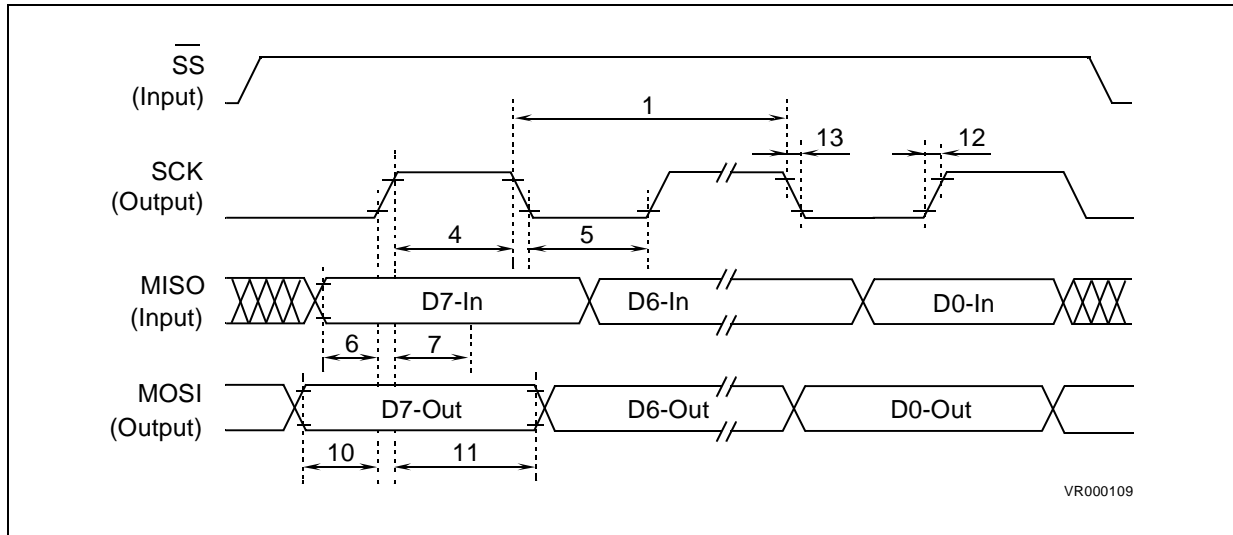 SS
(Input)
1
13
12
SCK
(Output)
4
5
MISO
(Input)
D7-In
D6-In
D0-In
6
7
MOSI
(Output)
D7-Out
D6-Out
D0-Out
10
11
VR000109